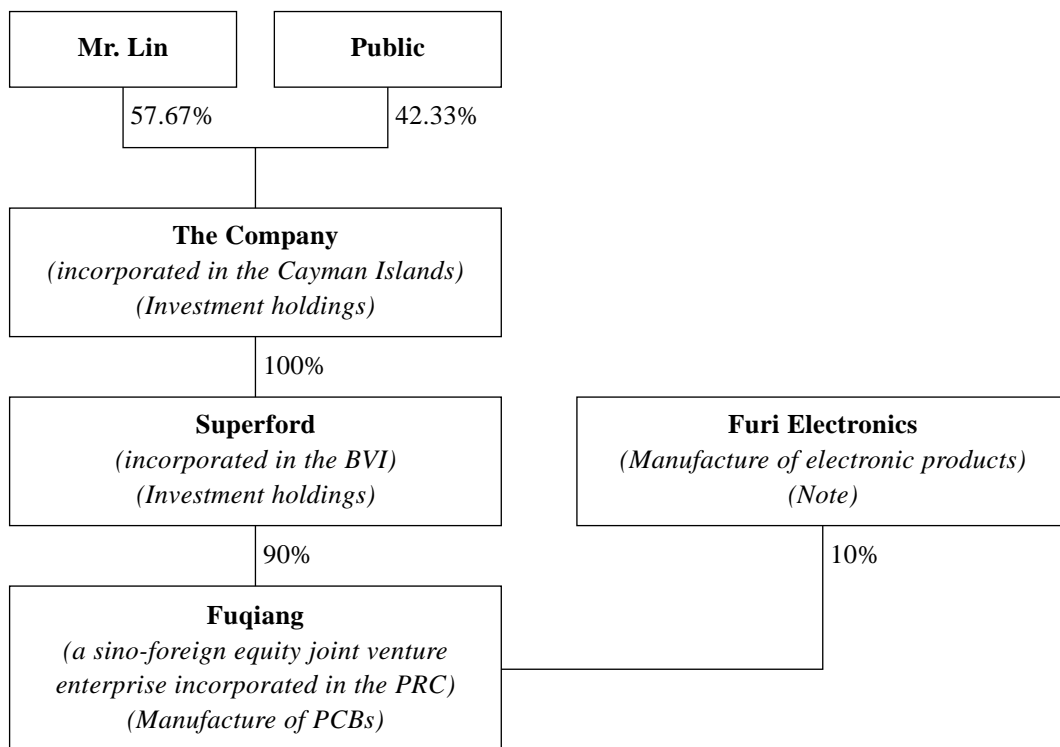 Mr. Lin
Public
57.67%
42.33%
The Company
(incorporated in the Cayman Islands)
(Investment holdings)
100%
Superford
(incorporated in the BVI)
(Investment holdings)
Furi Electronics
(Manufacture of electronic products)
(Note)
90%
10%
Fuqiang
(a sino-foreign equity joint venture
enterprise incorporated in the PRC)
(Manufacture of PCBs)